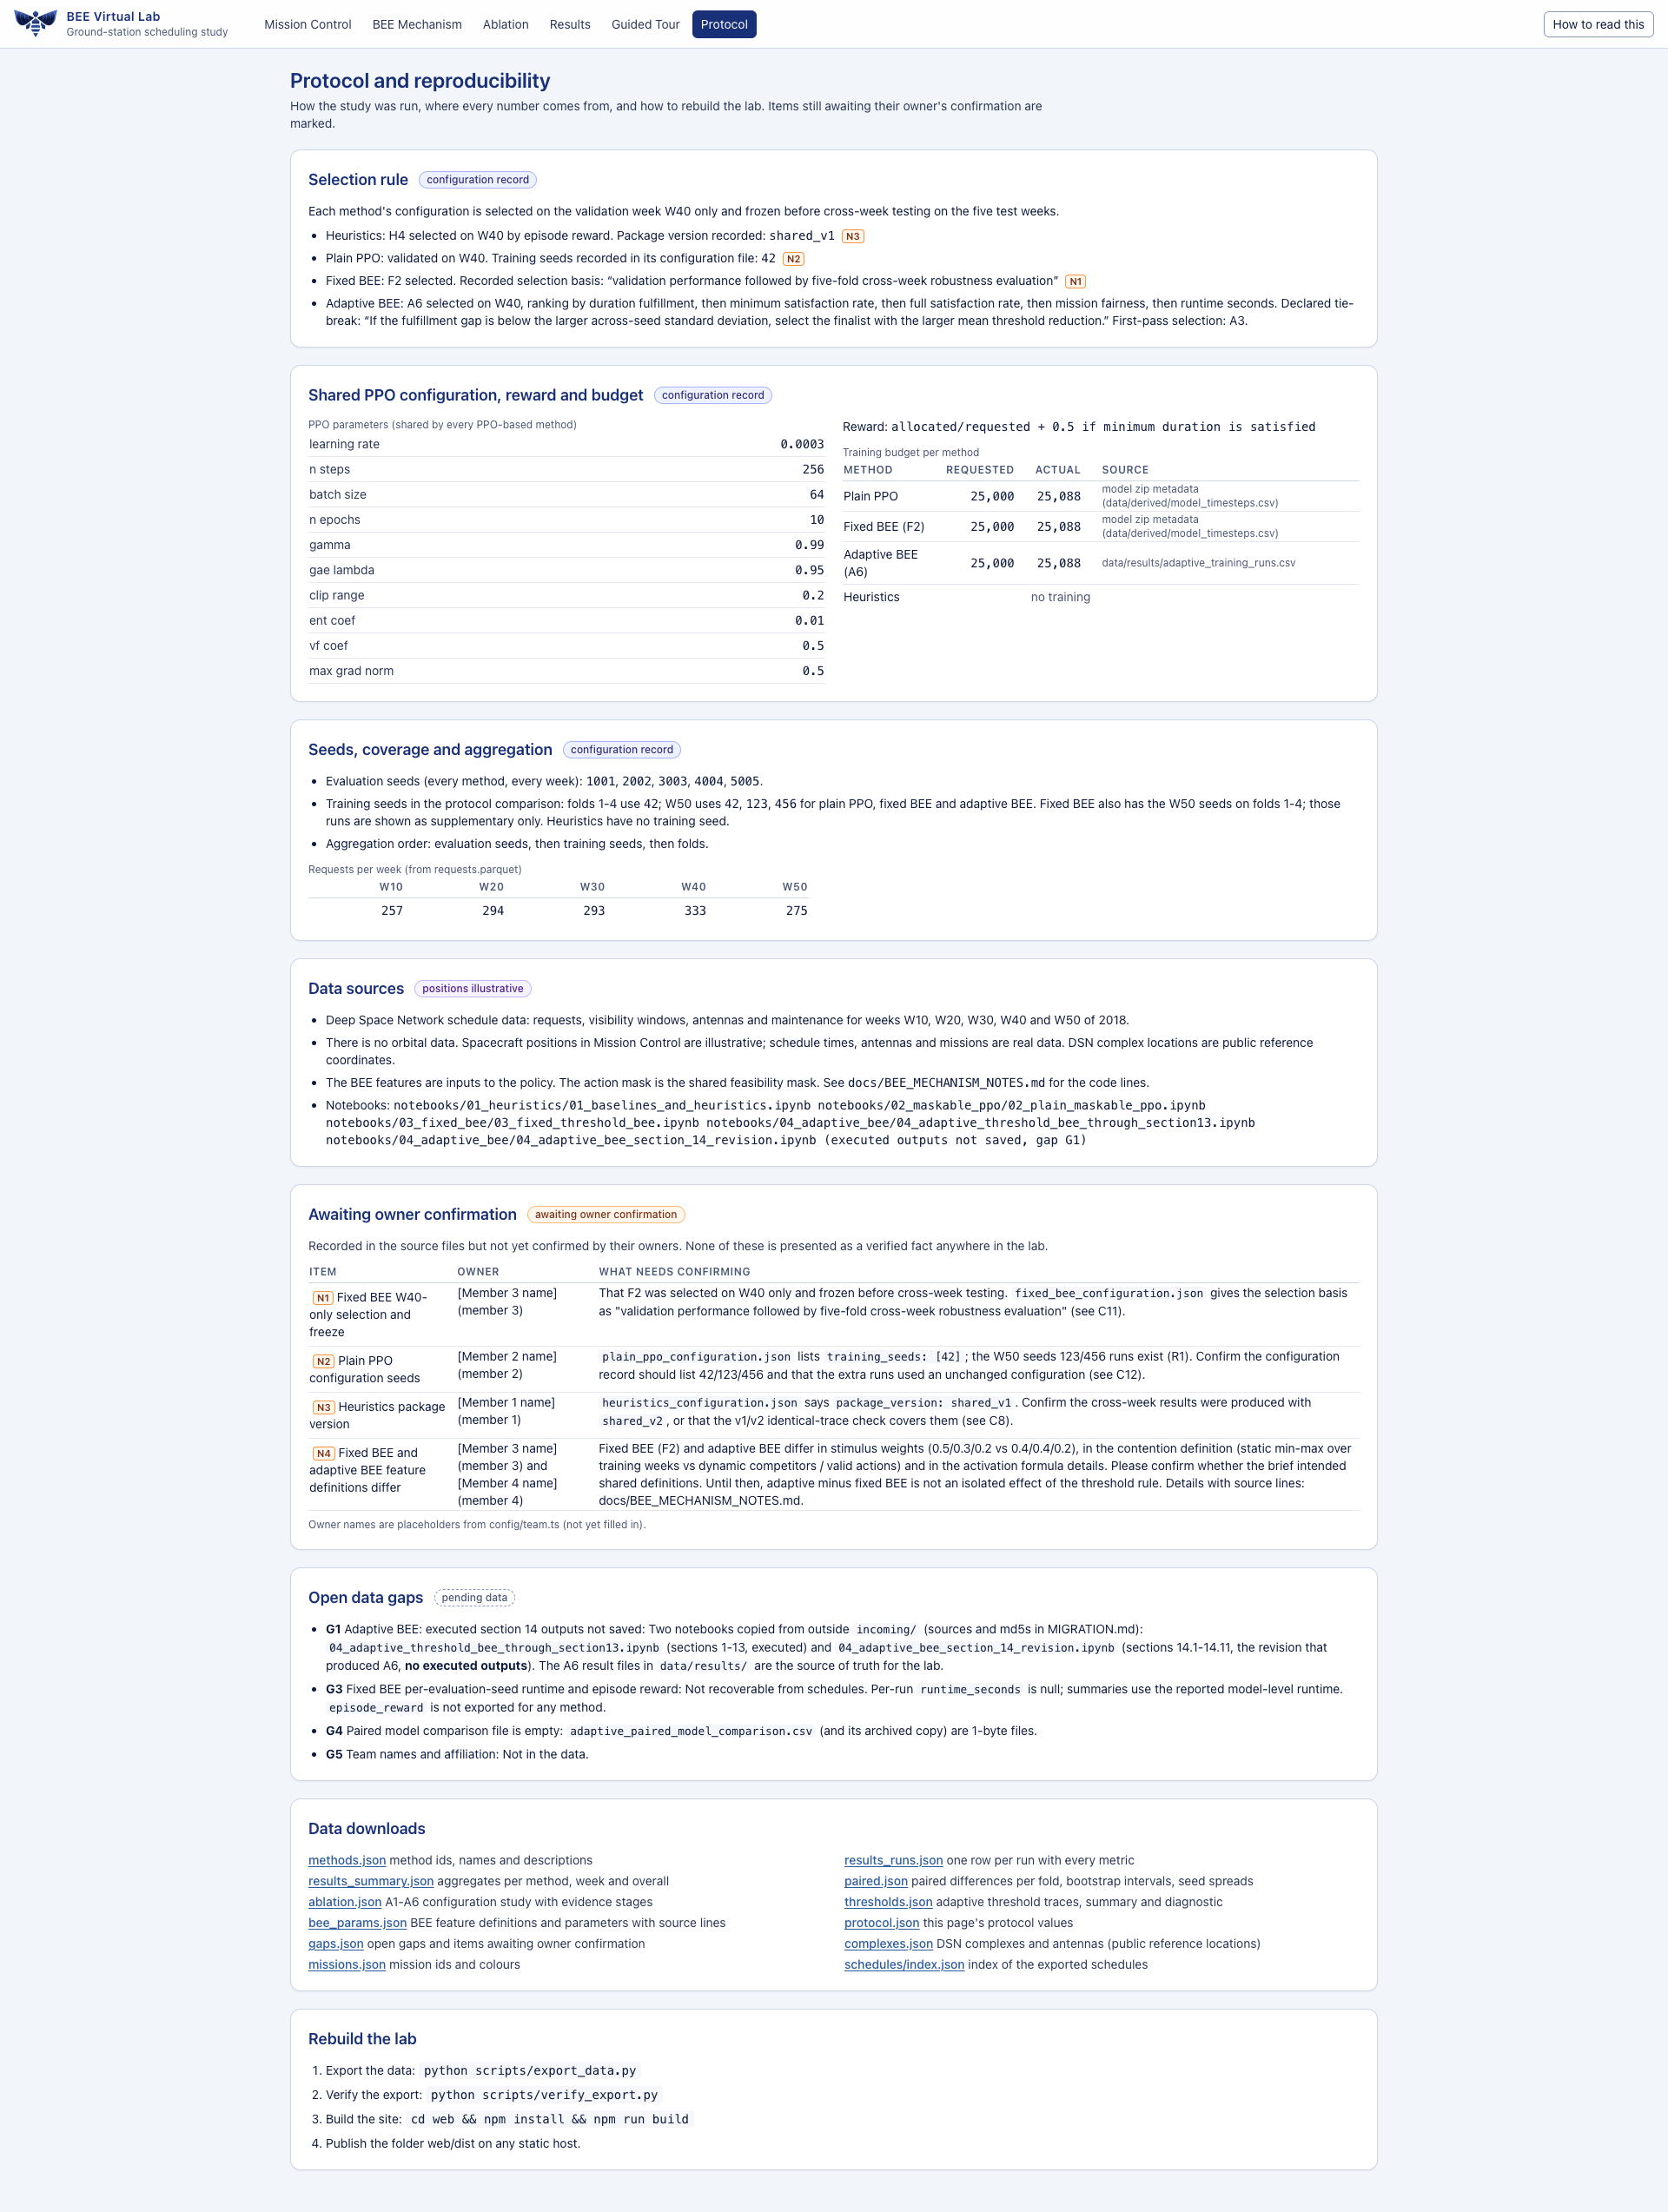 BEE Virtual Lab
Ground-station scheduling study
Mission Control
BEE Mechanism
Ablation
Results
Guided Tour
Protocol
How to read this
Protocol and reproducibility
How the study was run, where every number comes from, and how to rebuild the lab. Items still awaiting their owner's confirmation are
marked.
Selection rule configuration record
Each method's configuration is selected on the validation week W40 only and frozen before cross-week testing on the five test weeks.
• Heuristics: H4 selected on W40 by episode reward. Package version recorded: shared_v1 N3
• Plain PPO: validated on W40. Training seeds recorded in its configuration file: 42 N2
• Fixed BEE: F2 selected. Recorded selection basis: “validation performance followed by five-fold cross-week robustness evaluation” N1
• Adaptive BEE: A6 selected on W40, ranking by duration fulfillment, then minimum satisfaction rate, then full satisfaction rate, then mission fairness, then runtime seconds. Declared tie-
break: “If the fulfillment gap is below the larger across-seed standard deviation, select the finalist with the larger mean threshold reduction.” First-pass selection: A3.
Shared PPO configuration, reward and budget configuration record
PPO parameters (shared by every PPO-based method)
learning rate 0.0003
n steps 256
batch size 64
n epochs 10
gamma 0.99
gae lambda 0.95
clip range 0.2
ent coef 0.01
vf coef 0.5
max grad norm 0.5
Reward: allocated/requested + 0.5 if minimum duration is satisfied
Training budget per method
METHOD REQUESTED ACTUAL SOURCE
Plain PPO 25,000 25,088 model zip metadata
(data/derived/model_timesteps.csv)
Fixed BEE (F2) 25,000 25,088 model zip metadata
(data/derived/model_timesteps.csv)
Adaptive BEE
(A6) 25,000 25,088 data/results/adaptive_training_runs.csv
Heuristics no training
Seeds, coverage and aggregation configuration record
• Evaluation seeds (every method, every week): 1001, 2002, 3003, 4004, 5005.
• Training seeds in the protocol comparison: folds 1-4 use 42; W50 uses 42, 123, 456 for plain PPO, fixed BEE and adaptive BEE. Fixed BEE also has the W50 seeds on folds 1-4; those
runs are shown as supplementary only. Heuristics have no training seed.
• Aggregation order: evaluation seeds, then training seeds, then folds.
Requests per week (from requests.parquet)
W10 W20 W30 W40 W50
257 294 293 333 275
Data sources positions illustrative
• Deep Space Network schedule data: requests, visibility windows, antennas and maintenance for weeks W10, W20, W30, W40 and W50 of 2018.
• There is no orbital data. Spacecraft positions in Mission Control are illustrative; schedule times, antennas and missions are real data. DSN complex locations are public reference
coordinates.
• The BEE features are inputs to the policy. The action mask is the shared feasibility mask. See docs/BEE_MECHANISM_NOTES.md for the code lines.
• Notebooks: notebooks/01_heuristics/01_baselines_and_heuristics.ipynb notebooks/02_maskable_ppo/02_plain_maskable_ppo.ipynb
notebooks/03_fixed_bee/03_fixed_threshold_bee.ipynb notebooks/04_adaptive_bee/04_adaptive_threshold_bee_through_section13.ipynb
notebooks/04_adaptive_bee/04_adaptive_bee_section_14_revision.ipynb (executed outputs not saved, gap G1)
Awaiting owner confirmation awaiting owner confirmation
Recorded in the source files but not yet confirmed by their owners. None of these is presented as a verified fact anywhere in the lab.
ITEM OWNER WHAT NEEDS CONFIRMING
N1 Fixed BEE W40-
only selection and
freeze
[Member 3 name]
(member 3)
That F2 was selected on W40 only and frozen before cross-week testing. fixed_bee_configuration.json gives the selection basis
as "validation performance followed by five-fold cross-week robustness evaluation" (see C11).
N2 Plain PPO
configuration seeds
[Member 2 name]
(member 2)
plain_ppo_configuration.json lists training_seeds: [42] ; the W50 seeds 123/456 runs exist (R1). Confirm the configuration
record should list 42/123/456 and that the extra runs used an unchanged configuration (see C12).
N3 Heuristics package
version
[Member 1 name]
(member 1)
heuristics_configuration.json says package_version: shared_v1 . Confirm the cross-week results were produced with
shared_v2 , or that the v1/v2 identical-trace check covers them (see C8).
N4 Fixed BEE and
adaptive BEE feature
definitions differ
[Member 3 name]
(member 3) and
[Member 4 name]
(member 4)
Fixed BEE (F2) and adaptive BEE differ in stimulus weights (0.5/0.3/0.2 vs 0.4/0.4/0.2), in the contention definition (static min-max over
training weeks vs dynamic competitors / valid actions) and in the activation formula details. Please confirm whether the brief intended
shared definitions. Until then, adaptive minus fixed BEE is not an isolated effect of the threshold rule. Details with source lines:
docs/BEE_MECHANISM_NOTES.md.
Owner names are placeholders from config/team.ts (not yet filled in).
Open data gaps pending data
• G1 Adaptive BEE: executed section 14 outputs not saved: Two notebooks copied from outside incoming/ (sources and md5s in MIGRATION.md):
04_adaptive_threshold_bee_through_section13.ipynb (sections 1-13, executed) and 04_adaptive_bee_section_14_revision.ipynb (sections 14.1-14.11, the revision that
produced A6, no executed outputs). The A6 result files in data/results/ are the source of truth for the lab.
• G3 Fixed BEE per-evaluation-seed runtime and episode reward: Not recoverable from schedules. Per-run runtime_seconds is null; summaries use the reported model-level runtime.
episode_reward is not exported for any method.
• G4 Paired model comparison file is empty: adaptive_paired_model_comparison.csv (and its archived copy) are 1-byte files.
• G5 Team names and affiliation: Not in the data.
Data downloads
methods.json method ids, names and descriptions
results_summary.json aggregates per method, week and overall
ablation.json A1-A6 configuration study with evidence stages
bee_params.json BEE feature definitions and parameters with source lines
gaps.json open gaps and items awaiting owner confirmation
missions.json mission ids and colours
results_runs.json one row per run with every metric
paired.json paired differences per fold, bootstrap intervals, seed spreads
thresholds.json adaptive threshold traces, summary and diagnostic
protocol.json this page's protocol values
complexes.json DSN complexes and antennas (public reference locations)
schedules/index.json index of the exported schedules
Rebuild the lab
1. Export the data: python scripts/export_data.py
2. Verify the export: python scripts/verify_export.py
3. Build the site: cd web && npm install && npm run build
4. Publish the folder web/dist on any static host.